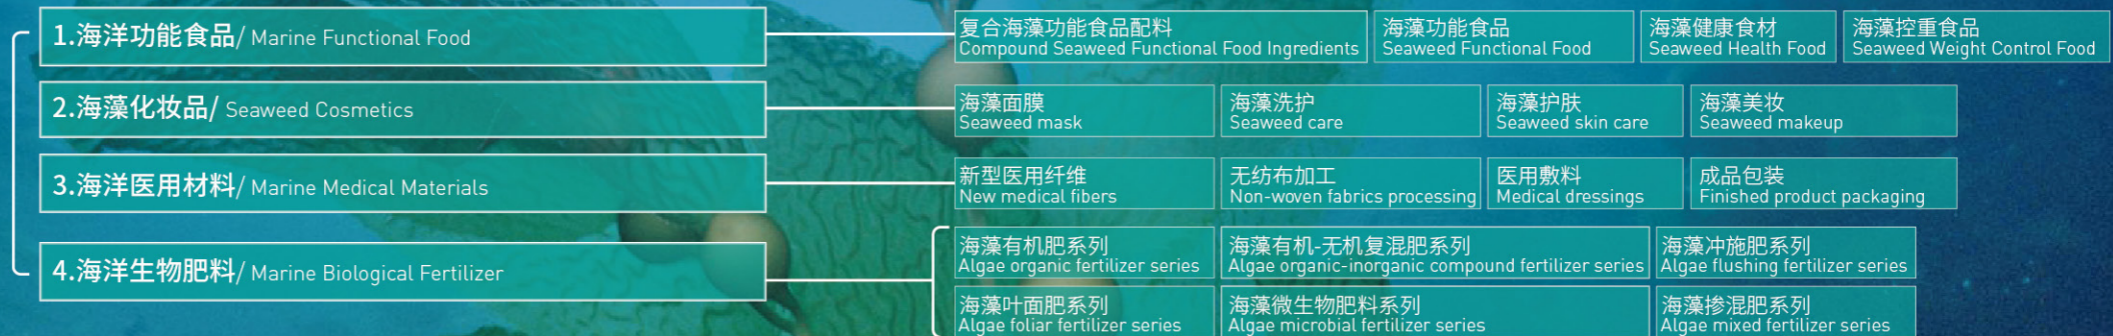 1.海洋功能食品/ Marine Functional Food
复合海藻功能食品配料
Compound Seaweed Functional Food Ingredients
海藻功能食品
Seaweed Functional Food
海藻健康食材
Seaweed Health Food
海藻控重食品
Seaweed Weight Control Food
2.海藻化妆品/ Seaweed Cosmetics
海藻面膜
Seaweed mask
海藻洗护
Seaweed care
海藻护肤
Seaweed skin care
海藻美妆
Seaweed makeup
3.海洋医用材料/ Marine Medical Materials
新型医用纤维
New medical fibers
无纺布加工
Non-woven fabrics processing
医用敷料
Medical dressings
成品包装
Finished product packaging
4.海洋生物肥料/ Marine Biological Fertilizer
海藻有机肥系列
Algae organic fertilizer series
海藻有机-无机复混肥系列
Algae organic-inorganic compound fertilizer series
海藻冲施肥系列
Algae flushing fertilizer series
海藻叶面肥系列
Algae foliar fertilizer series
海藻微生物肥料系列
Algae microbial fertilizer series
海藻掺混肥系列
Algae mixed fertilizer series